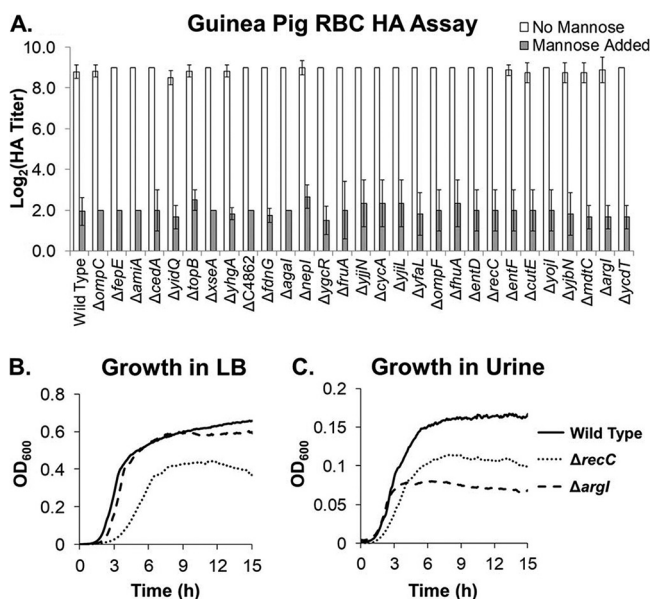 A.
Guinea Pig RBC HA Assay
No Mannose
Mannose Added
Log2(HA Titer)
10.0
8.0
6.0
4.0
2.0
0.0
Wild Type
ΔompC
ΔfepE
ΔamiA
ΔcedA
ΔyidQ
ΔtopB
ΔxseA
ΔyhgA
ΔC4862
ΔfdnG
ΔagaI
ΔnepI
ΔygcR
ΔfruA
ΔyjjN
ΔcycA
ΔyjiL
ΔyfaL
ΔompF
ΔfhuA
ΔentD
ΔrecC
ΔentF
ΔcutE
ΔyojI
ΔyjbN
ΔmdtC
ΔargI
ΔycdT
B.
Growth in LB
OD600
0.8
0.6
0.4
0.2
0
0 3 6 9 12 15
Time (h)
C.
Growth in Urine
OD600
0.2
0.15
0.1
0.05
0
0 3 6 9 12 15
Time (h)
Wild Type
ΔrecC
ΔargI